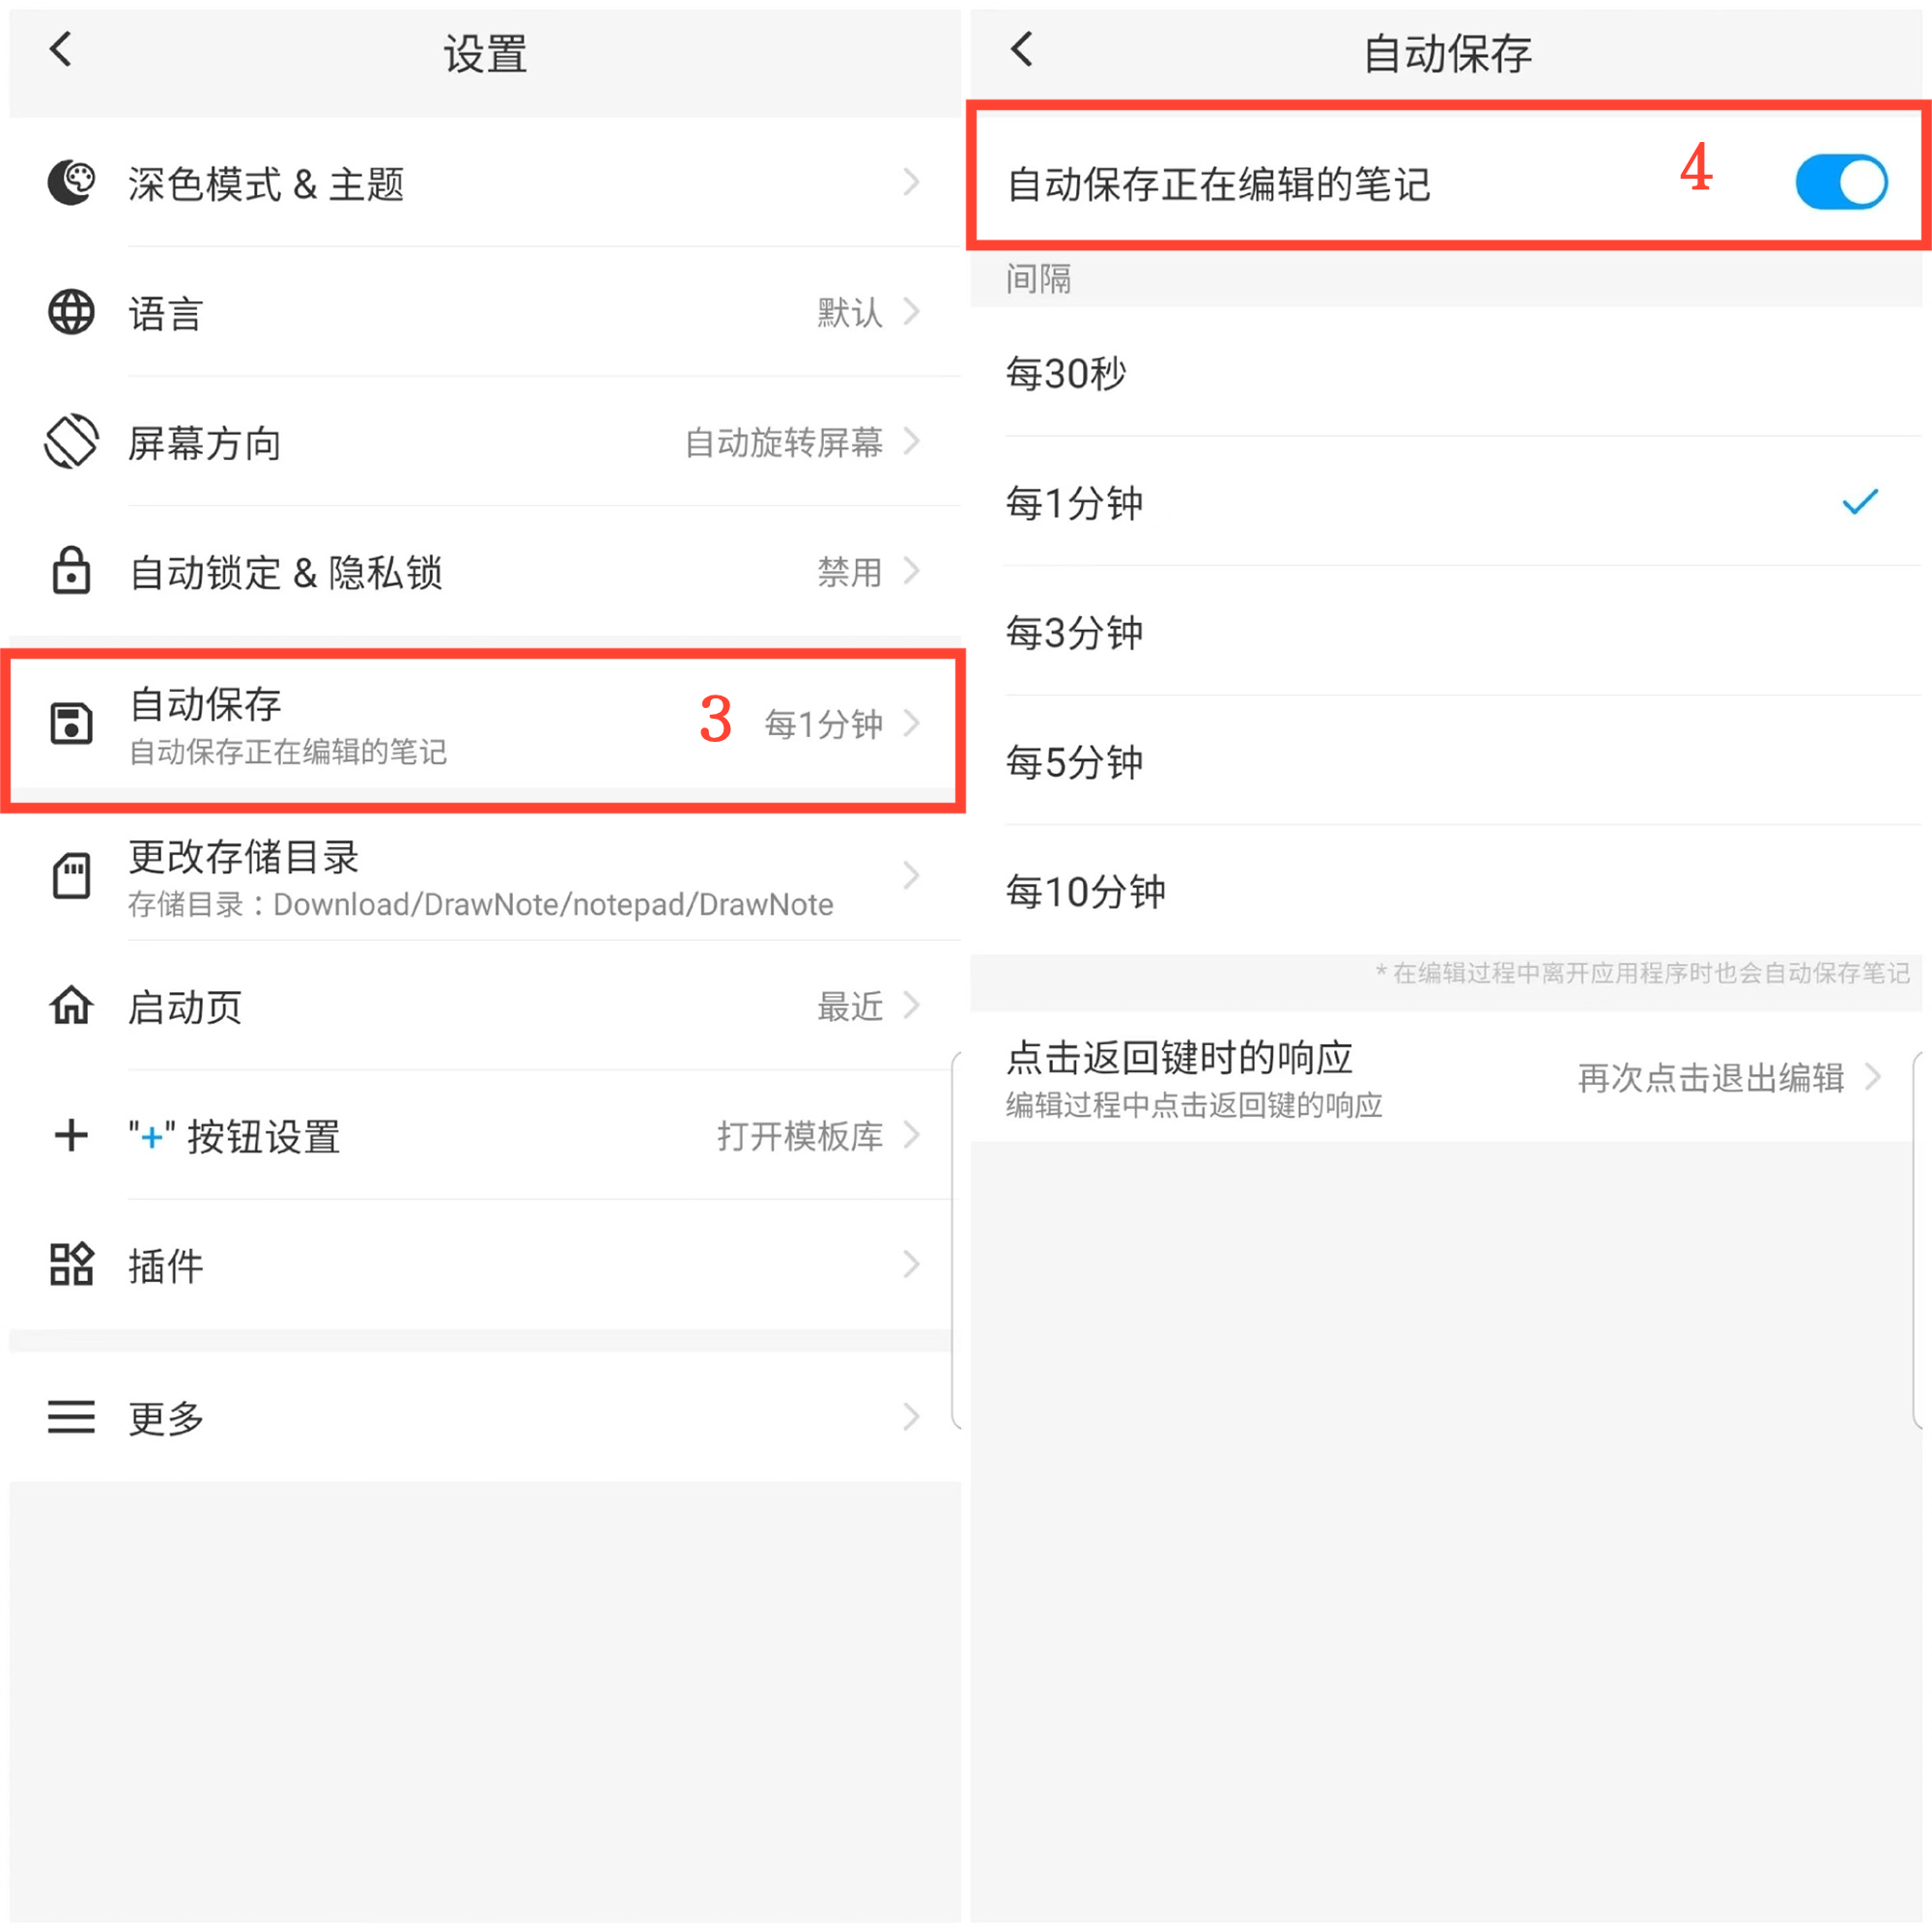 设置
深色模式 & 主题
语言
默认
屏幕方向
自动旋转屏幕
自动锁定 & 隐私锁
禁用
自动保存
自动保存正在编辑的笔记
3
每1分钟
更改存储目录
存储目录：Download/DrawNote/notepad/DrawNote
启动页
最近
"+" 按钮设置
打开模板库
插件
更多
自动保存
自动保存正在编辑的笔记
4
间隔
每30秒
每1分钟
每3分钟
每5分钟
每10分钟
* 在编辑过程中离开应用程序时也会自动保存笔记
点击返回键时的响应
编辑过程中点击返回键的响应
再次点击退出编辑